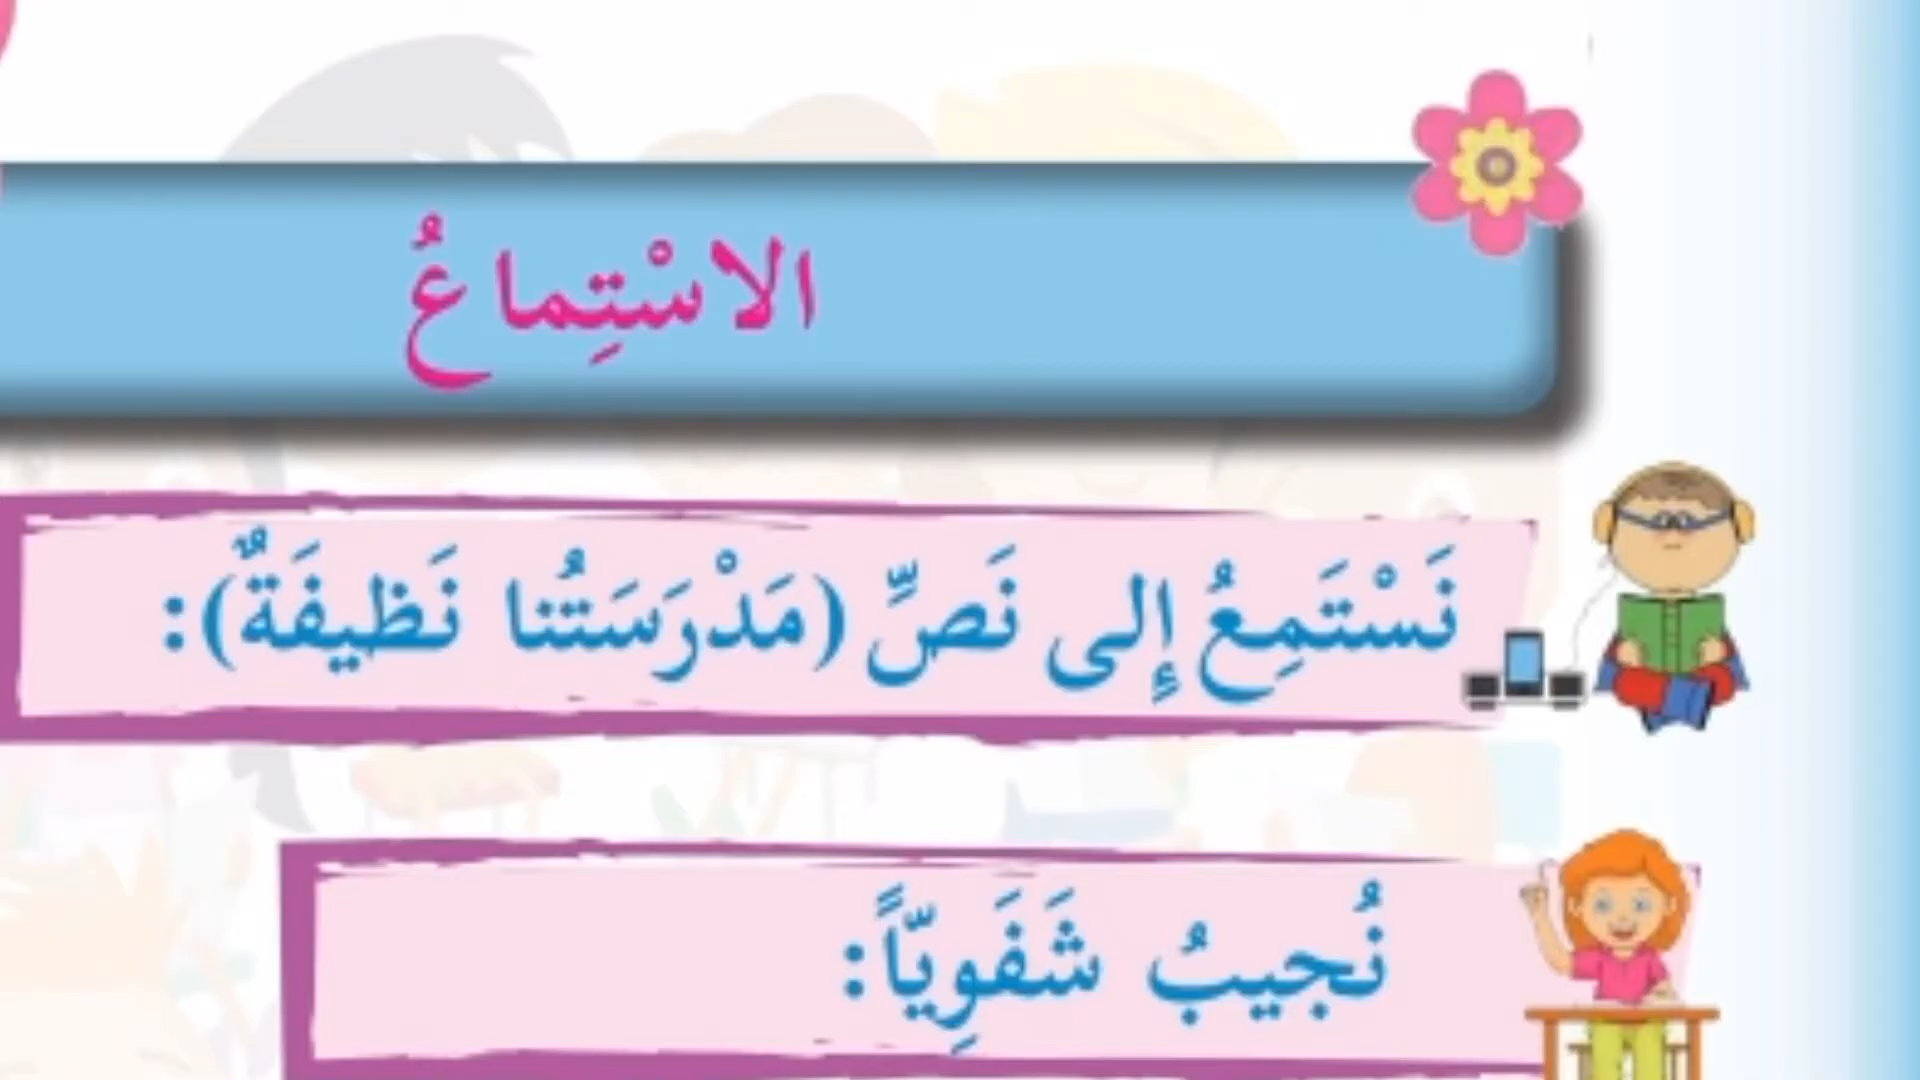 الاسْتِماعُ
نَسْتَمِعُ إِلى نَصِّ (مَدْرَسَتُنا نَظيفَةٌ):
نُجيبُ شَفَوِيّاً: